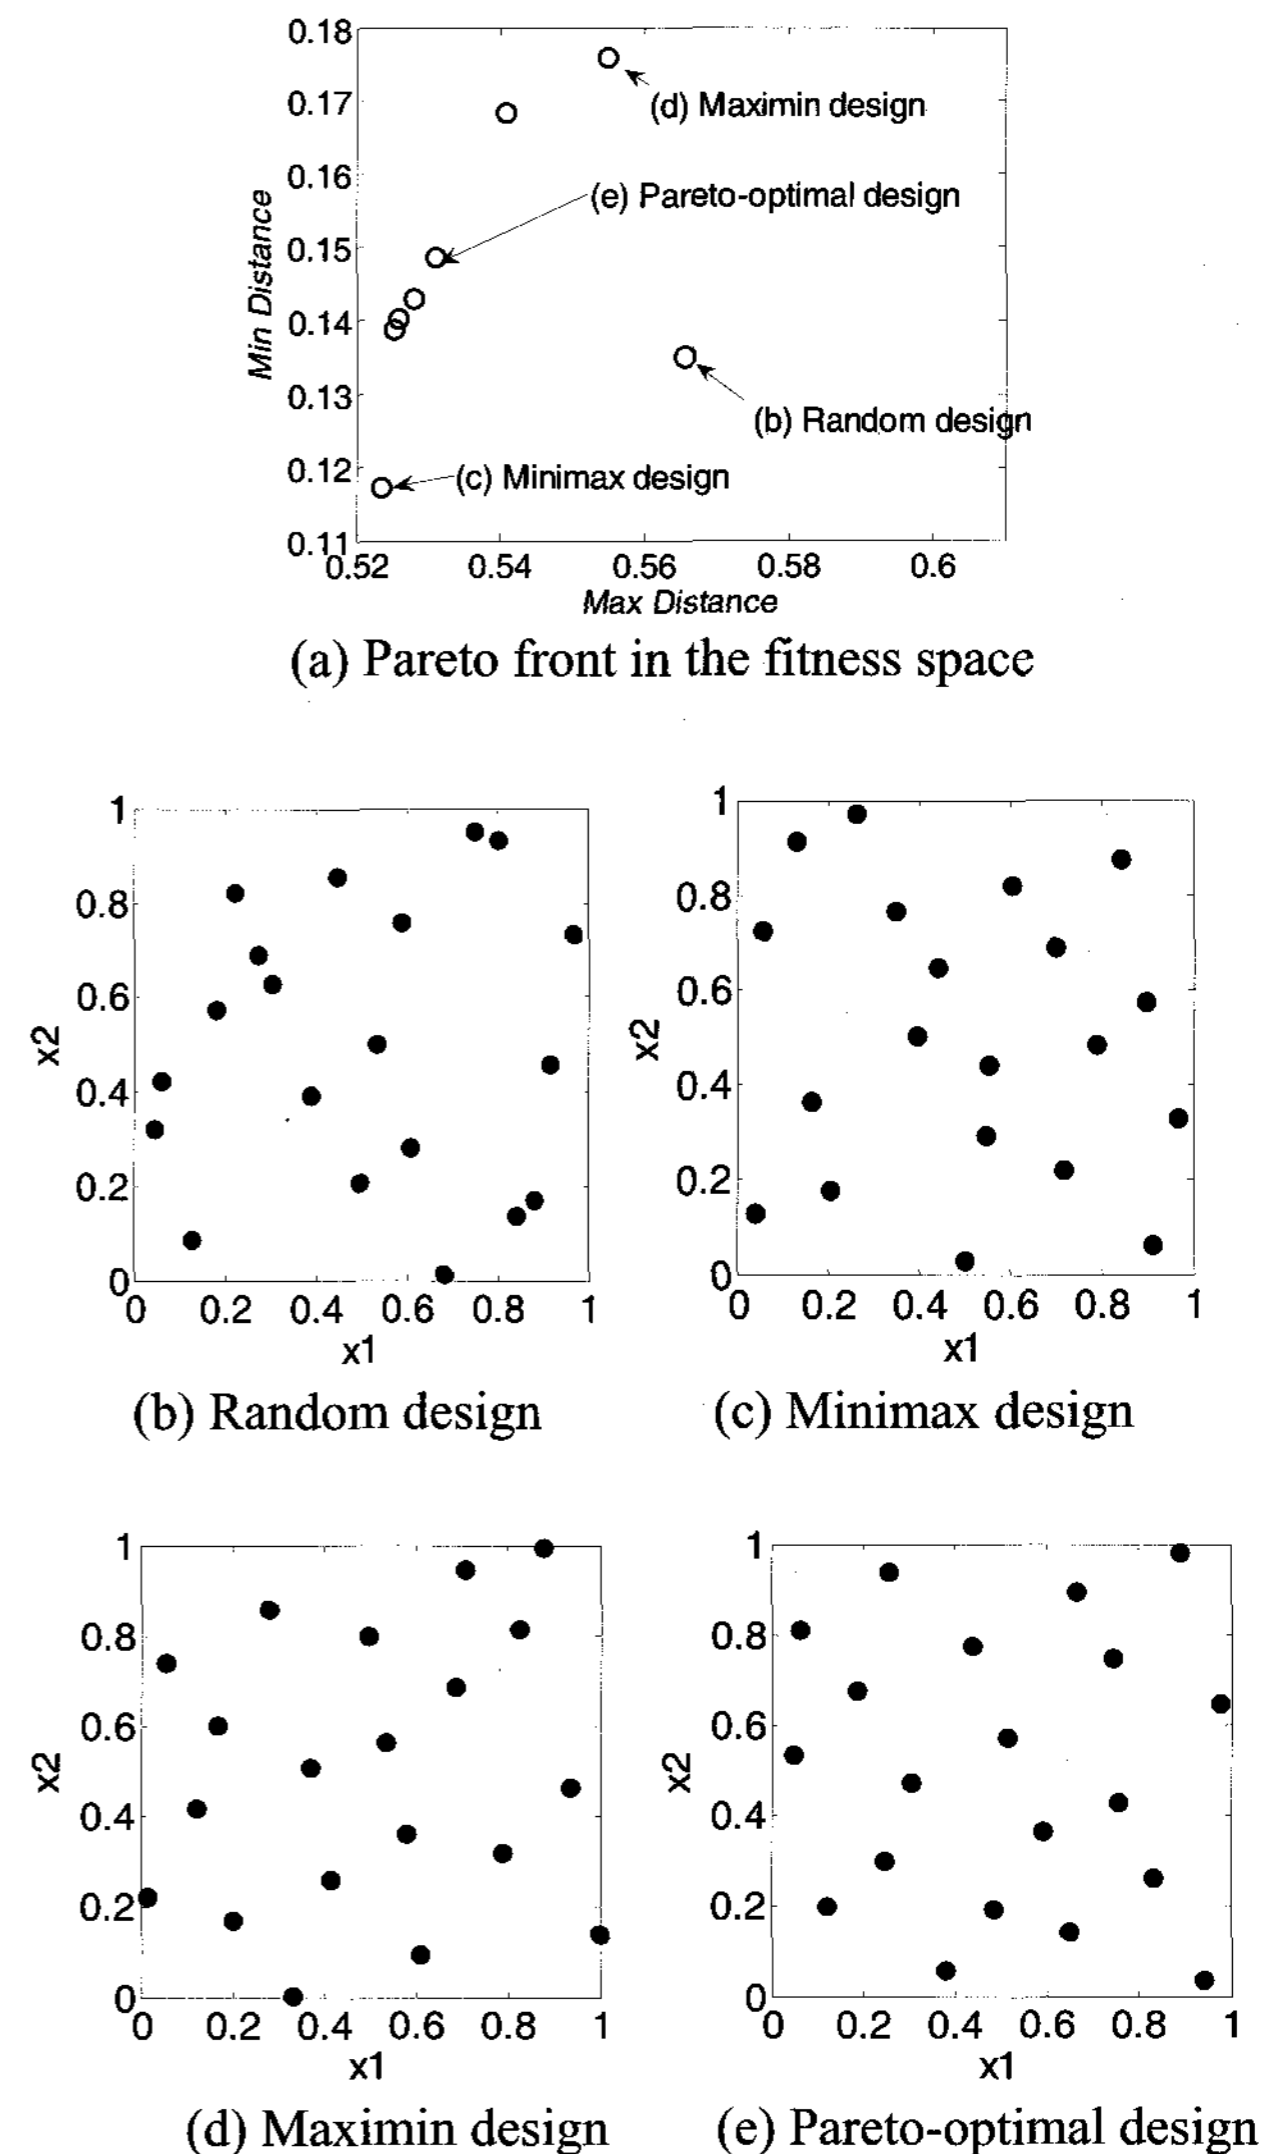 0.18
0.17
(d) Maximin design
0.16
(e) Pareto-optimal design
0.15
0.14
0.13
(b) Random design
0.12
(c) Minimax design
0.11
Min Distance
0.52 0.54 0.56 0.58 0.6
Max Distance
(a) Pareto front in the fitness space
1
0.8
0.6
0.4
0.2
0
x2
0 0.2 0.4 0.6 0.8 1
x1
(b) Random design
1
0.8
0.6
0.4
0.2
0
x2
0 0.2 0.4 0.6 0.8 1
x1
(c) Minimax design
1
0.8
0.6
0.4
0.2
0
x2
0 0.2 0.4 0.6 0.8 1
x1
(d) Maximin design
1
0.8
0.6
0.4
0.2
0
x2
0 0.2 0.4 0.6 0.8 1
x1
(e) Pareto-optimal design